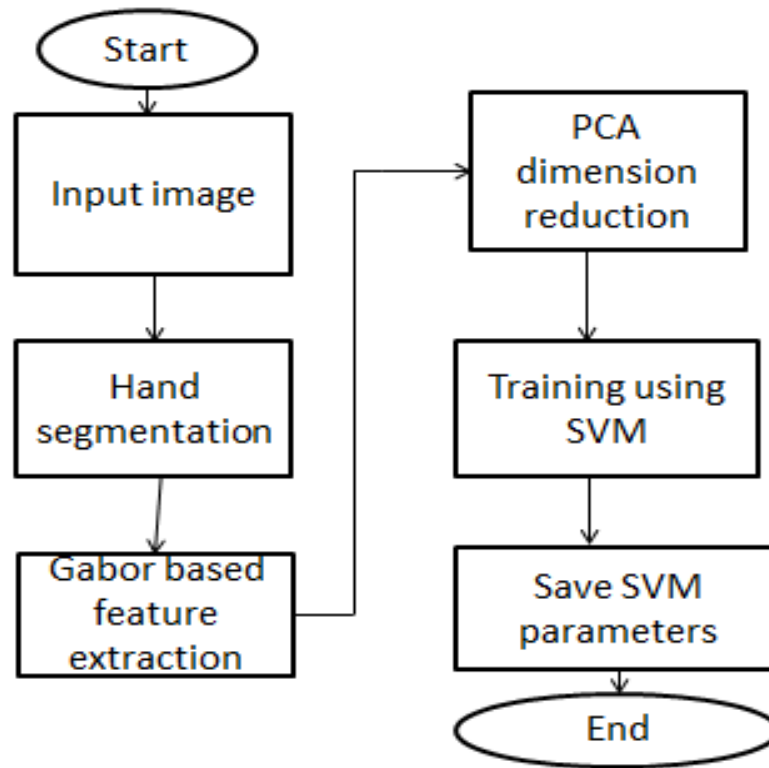 Start
Input image
Hand
segmentation
Gabor based
feature
extraction
PCA
dimension
reduction
Training using
SVM
Save SVM
parameters
End